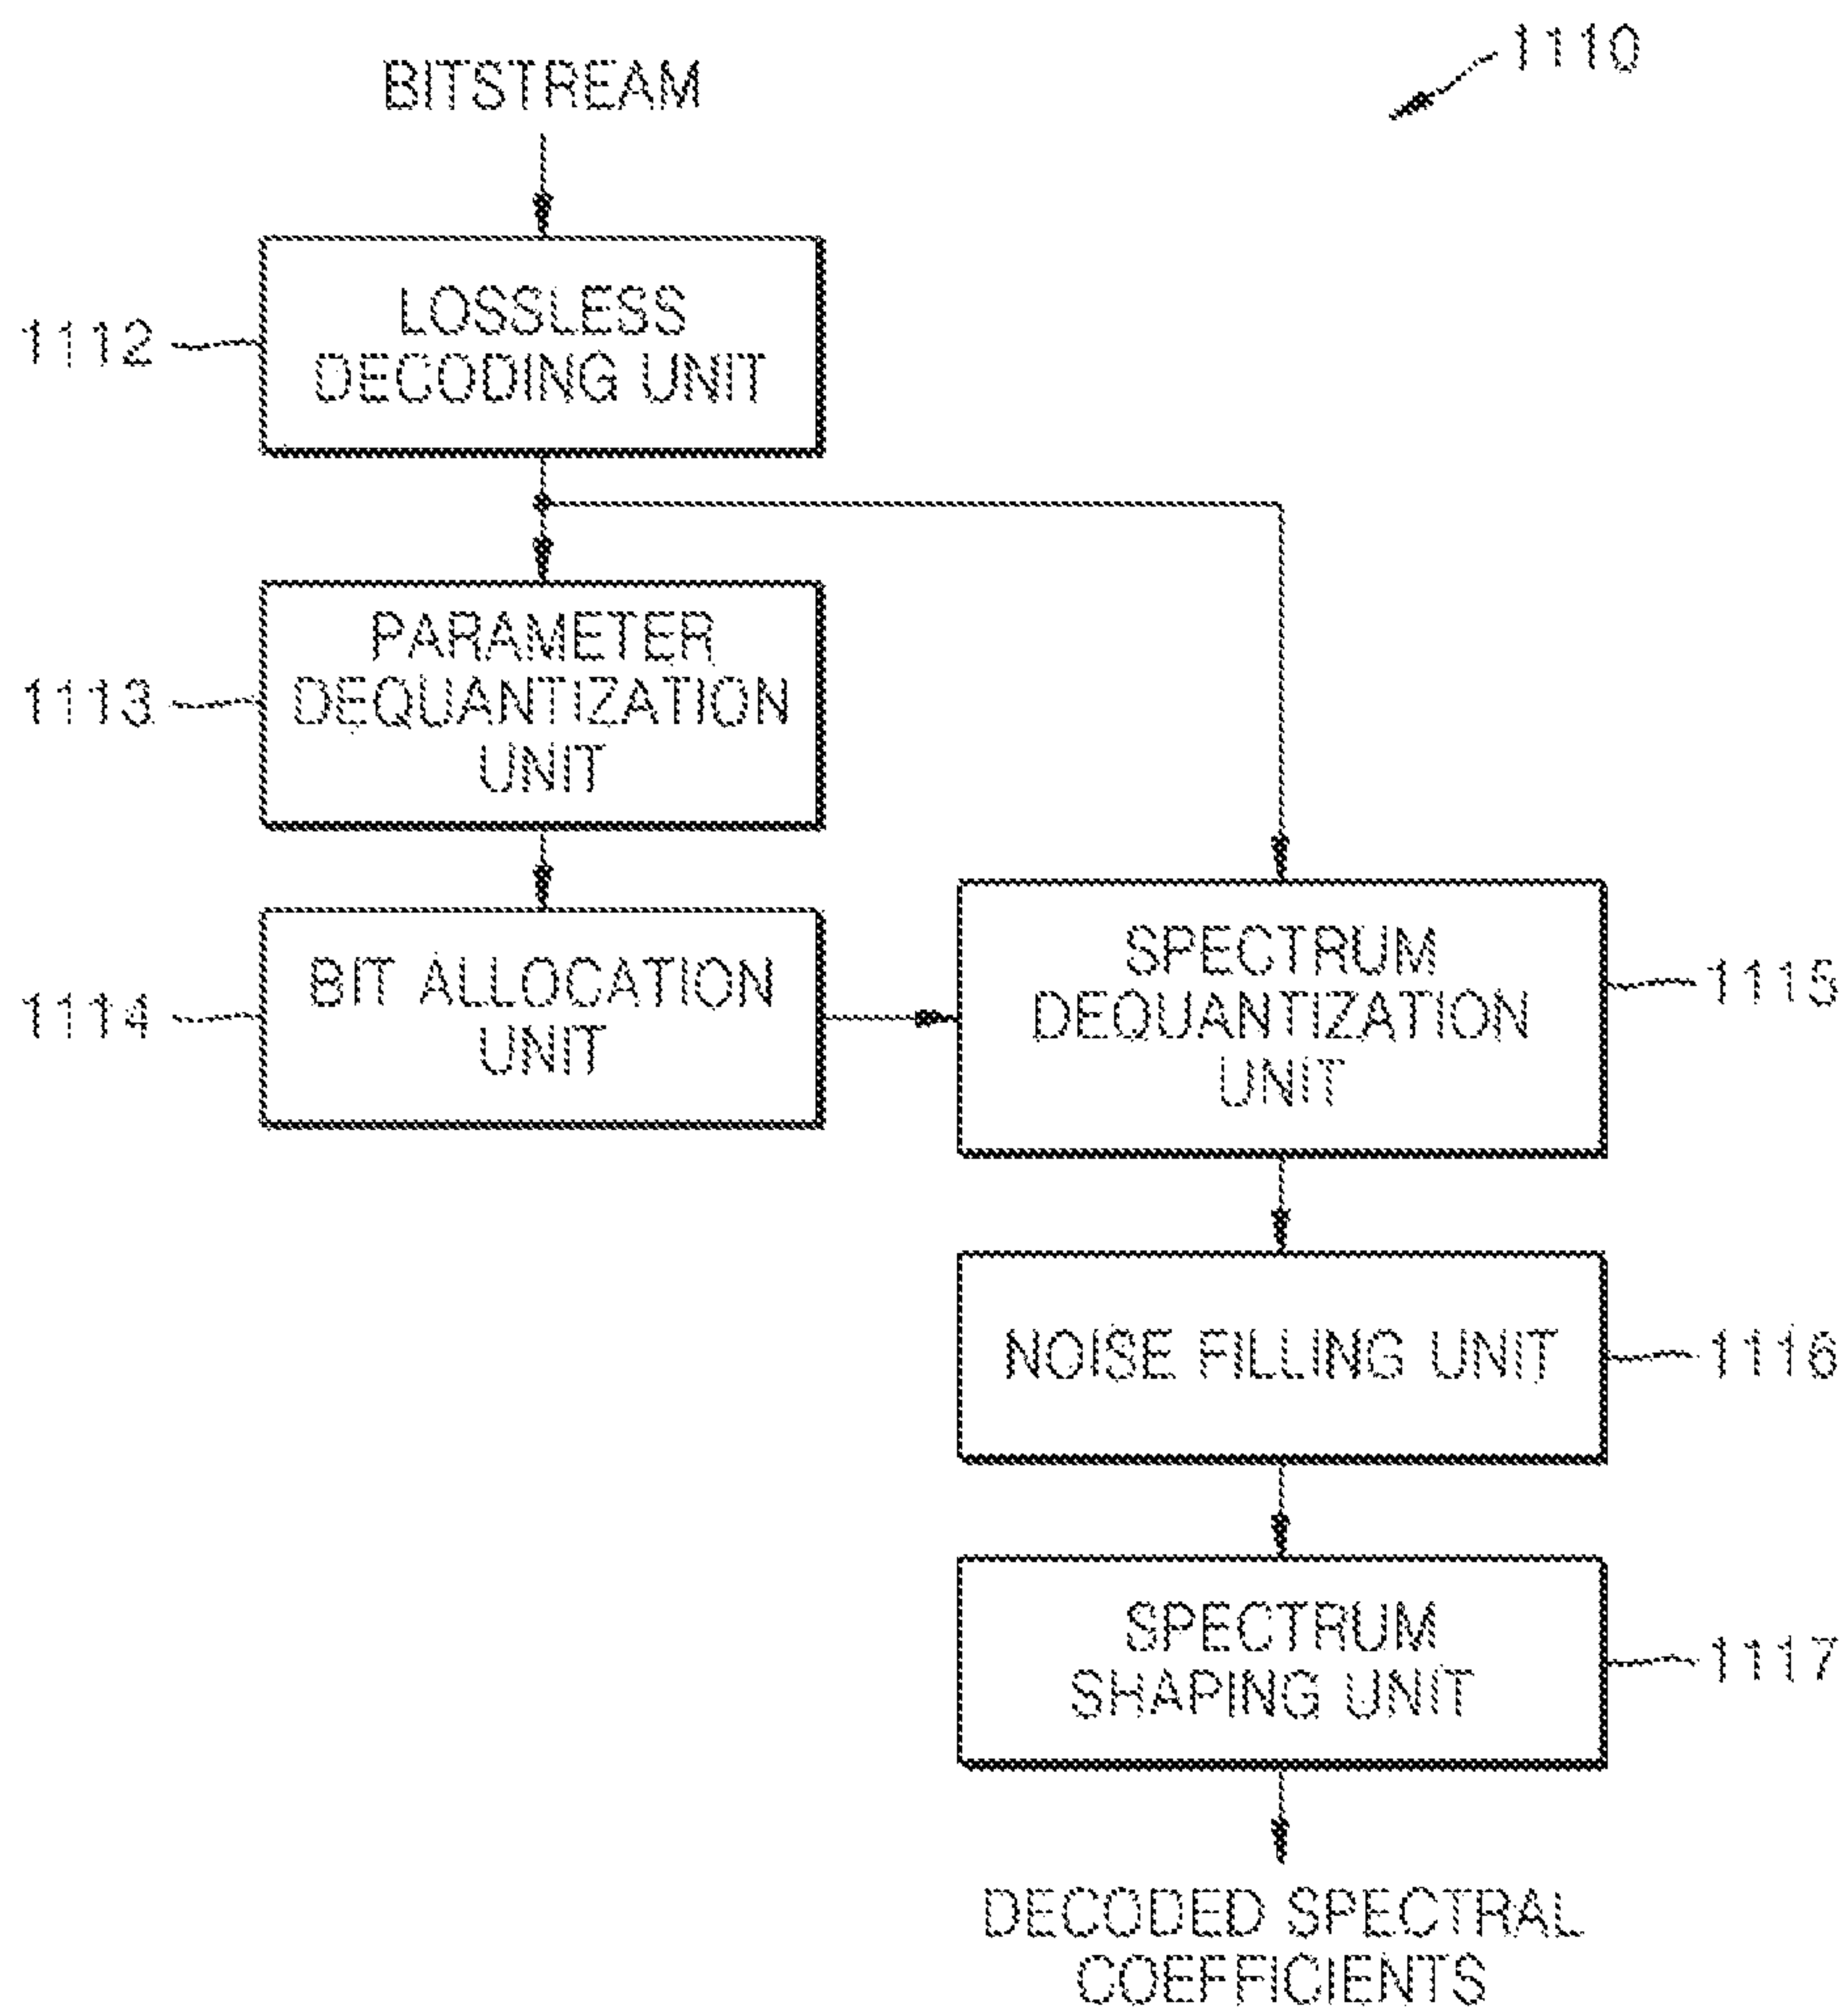 1110
BITSTREAM
LOSSLESS
DECODING UNIT
1112
PARAMETER
DEQUANTIZATION
UNIT
1113
BIT ALLOCATION
UNIT
1114
SPECTRUM
DEQUANTIZATION
UNIT
1115
NOISE FILLING UNIT
1116
SPECTRUM
SHAPING UNIT
1117
DECODED SPECTRAL
COEFFICIENTS